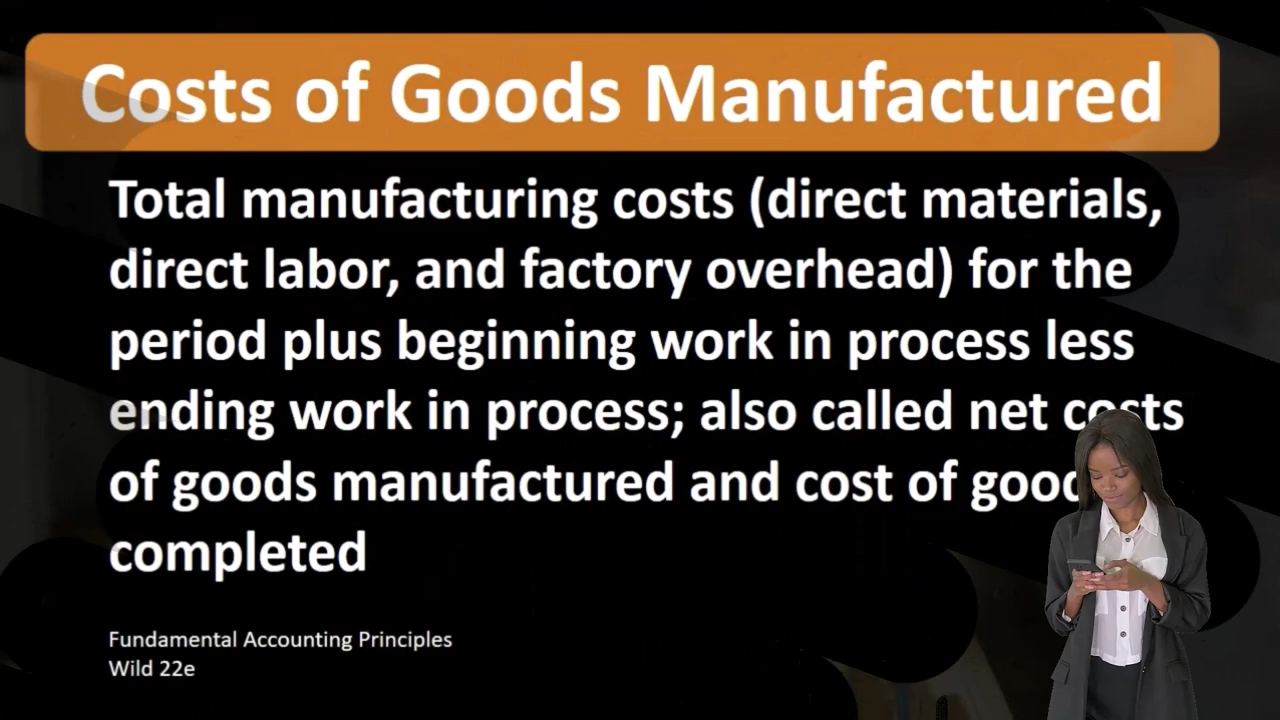 Costs of Goods Manufactured
Total manufacturing costs (direct materials,
direct labor, and factory overhead) for the
period plus beginning work in process less
ending work in process; also called net costs
of goods manufactured and cost of
completed
Fundamental Accounting Principles
Wild 22e